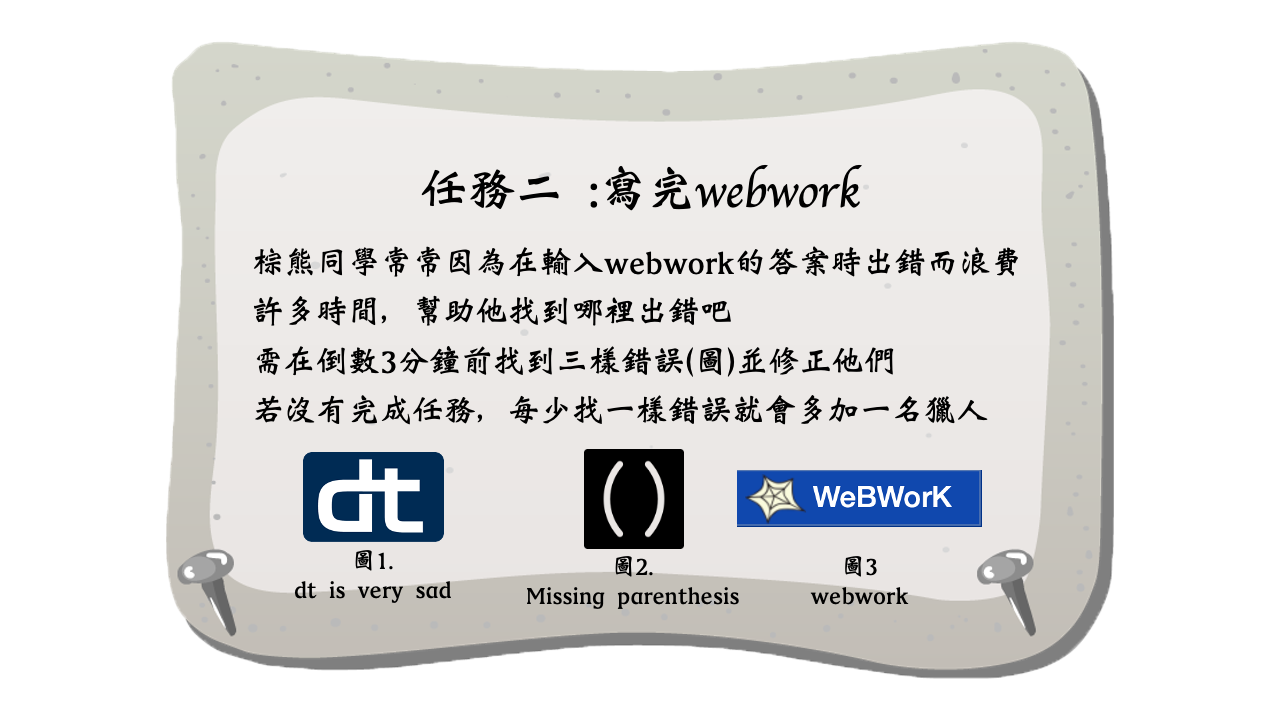 任務二 :寫完webwork
棕熊同學常常因為在輸入webwork的答案時出錯而浪費
許多時間，幫助他找到哪裡出錯吧
需在倒數3分鐘前找到三樣錯誤(圖)並修正他們
若沒有完成任務，每少找一樣錯誤就會多加一名獵人
dt
( )
WeBWorK
圖1.
dt is very sad
圖2.
Missing parenthesis
圖3
webwork